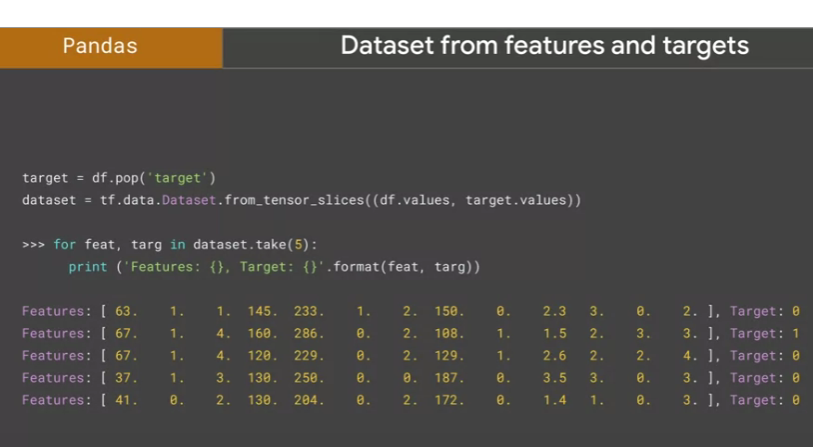 Pandas
Dataset from features and targets
target = df.pop('target')
dataset = tf.data.Dataset.from_tensor_slices((df.values, target.values))
>>> for feat, targ in dataset.take(5):
print ('Features: {}, Target: {}'.format(feat, targ))
Features: [ 63. 1. 1. 145. 233. 1. 2. 150. 0. 2.3 3. 0. 2. ], Target: 0
Features: [ 67. 1. 4. 160. 286. 0. 2. 108. 1. 1.5 2. 3. 3. ], Target: 1
Features: [ 67. 1. 4. 120. 229. 0. 2. 129. 1. 2.6 2. 2. 4. ], Target: 0
Features: [ 37. 1. 3. 130. 250. 0. 0. 187. 0. 3.5 3. 0. 3. ], Target: 0
Features: [ 41. 0. 2. 130. 204. 0. 2. 172. 0. 1.4 1. 0. 3. ], Target: 0